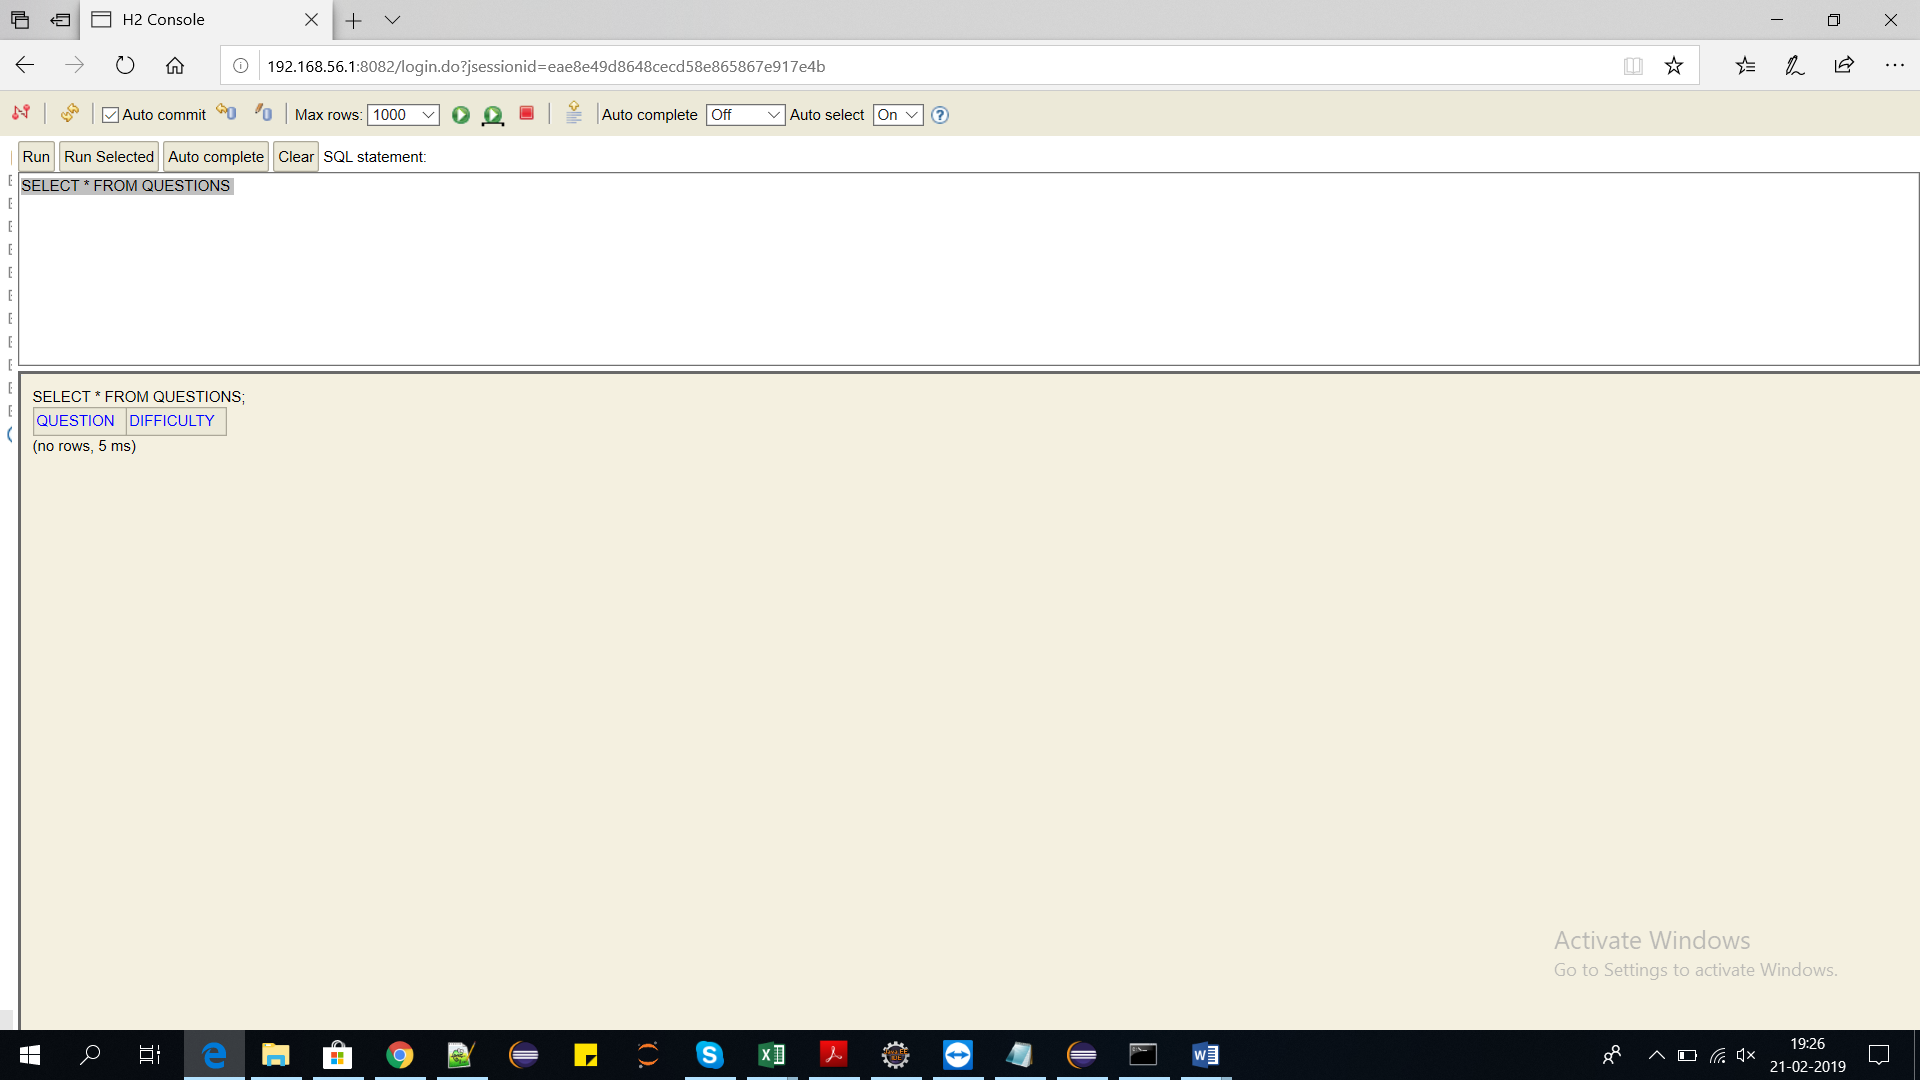 H2 Console
192.168.56.1:8082/login.do?jsessionid=eae8e49d8648cecd58e865867e917e4b
Auto commit Max rows: 1000 Auto complete Off Auto select On ?
Run Run Selected Auto complete Clear SQL statement:
SELECT * FROM QUESTIONS
SELECT * FROM QUESTIONS;
QUESTION DIFFICULTY
(no rows, 5 ms)
Activate Windows
Go to Settings to activate Windows.
19:26
21-02-2019